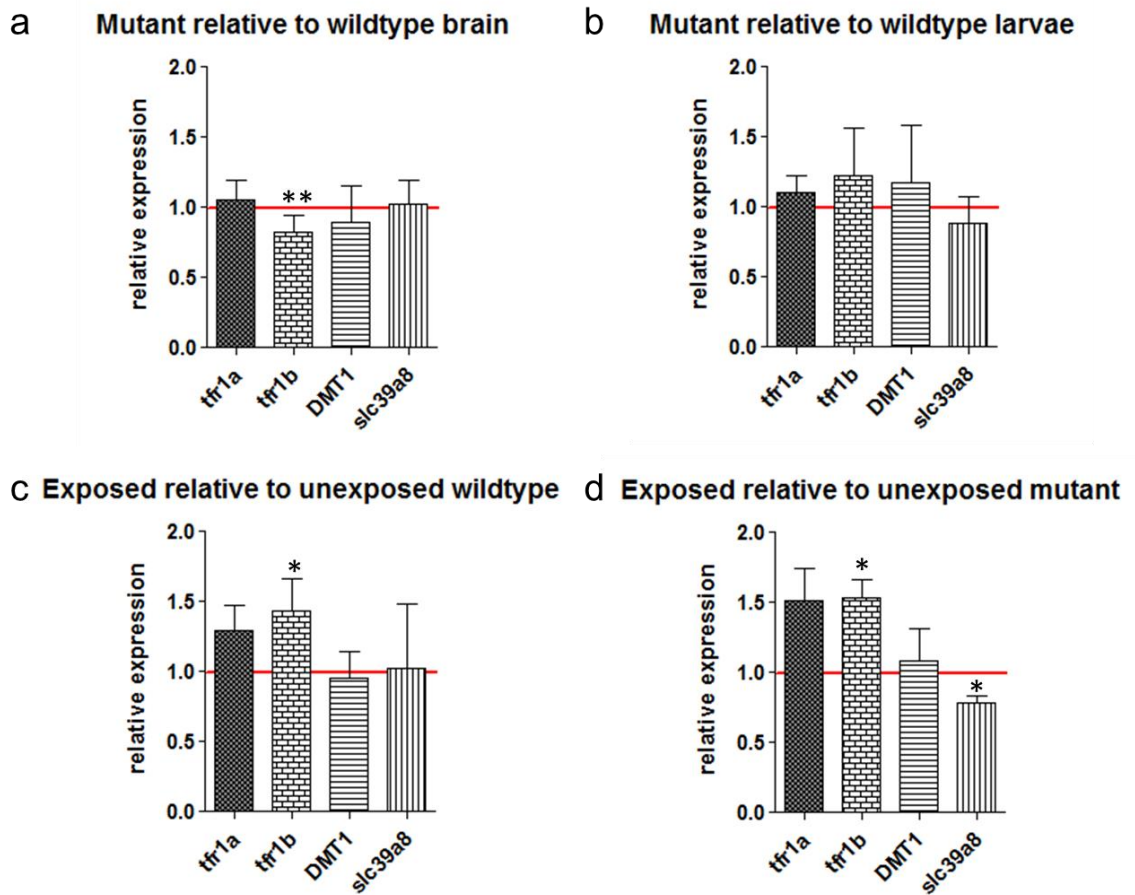 a
Mutant relative to wildtype brain
relative expression
2.0
1.5
1.0
0.5
0.0
**
tfr1a
tfr1b
DMT1
slc39a8
b
Mutant relative to wildtype larvae
relative expression
2.0
1.5
1.0
0.5
0.0
tfr1a
tfr1b
DMT1
slc39a8
c
Exposed relative to unexposed wildtype
relative expression
2.0
1.5
1.0
0.5
0.0
*
tfr1a
tfr1b
DMT1
slc39a8
d
Exposed relative to unexposed mutant
relative expression
2.0
1.5
1.0
0.5
0.0
*
*
tfr1a
tfr1b
DMT1
slc39a8